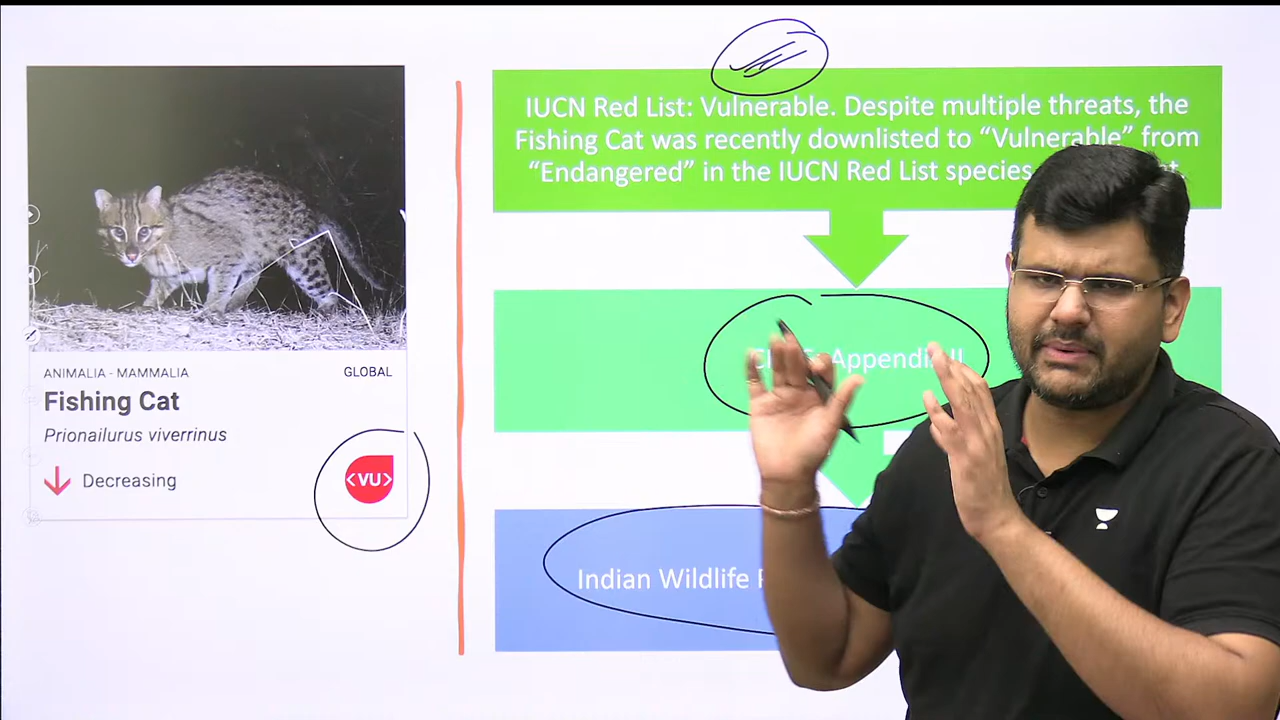 ANIMALIA - MAMMALIA
GLOBAL
Fishing Cat
Prionailurus viverrinus
Decreasing
<VU>
IUCN Red List: Vulnerable. Despite multiple threats, the
Fishing Cat was recently downlisted to “Vulnerable” from
“Endangered” in the IUCN Red List species
Appendix II
Indian Wildlife